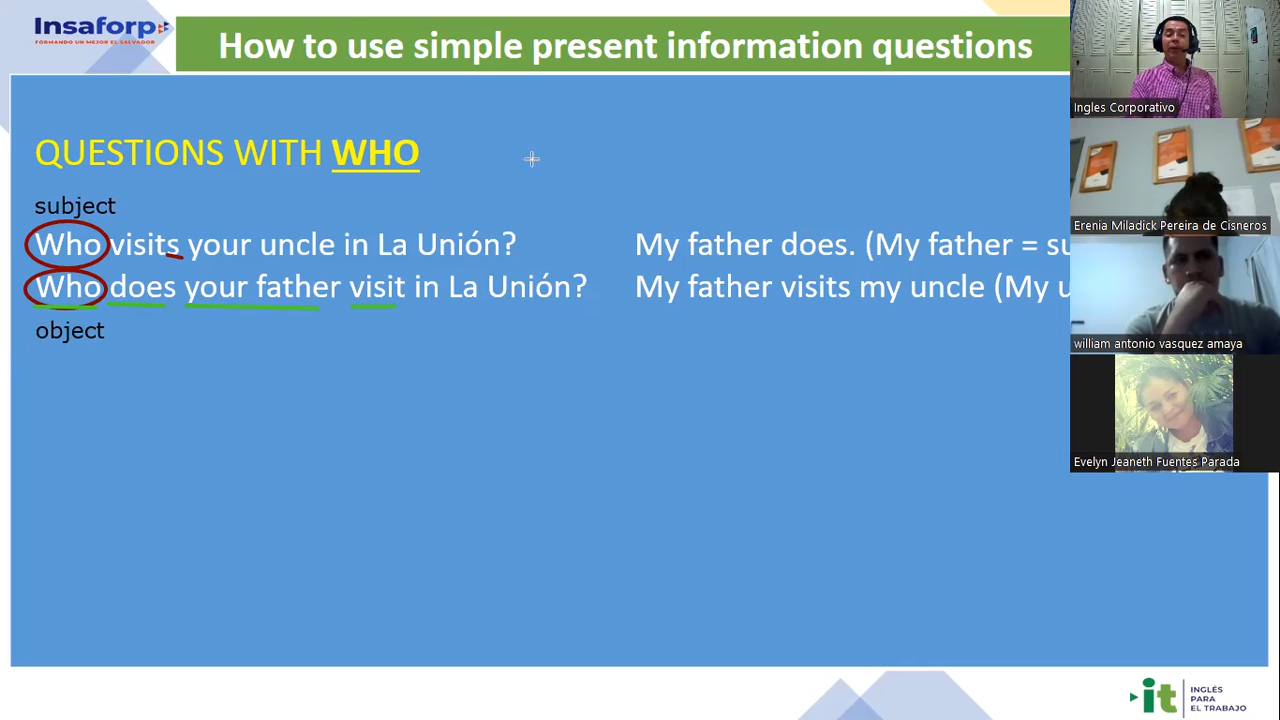 Insaforp
FORMANDO UN MEJOR EL SALVADOR
How to use simple present information questions
QUESTIONS WITH WHO
subject
Who visits your uncle in La Unión? My father does. (My father = su
Who does your father visit in La Unión? My father visits my uncle (My u
object
Ingles Corporativo
Erenia Miladick Pereira de Cisneros
william antonio vasquez amaya
Evelyn Jeaneth Fuentes Parada
it INGLÉS
PARA
EL TRABAJO